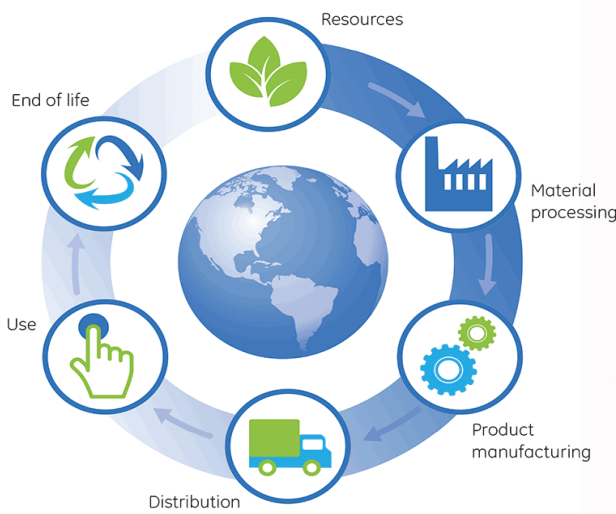 Resources
Material
processing
Product
manufacturing
Distribution
Use
End of life